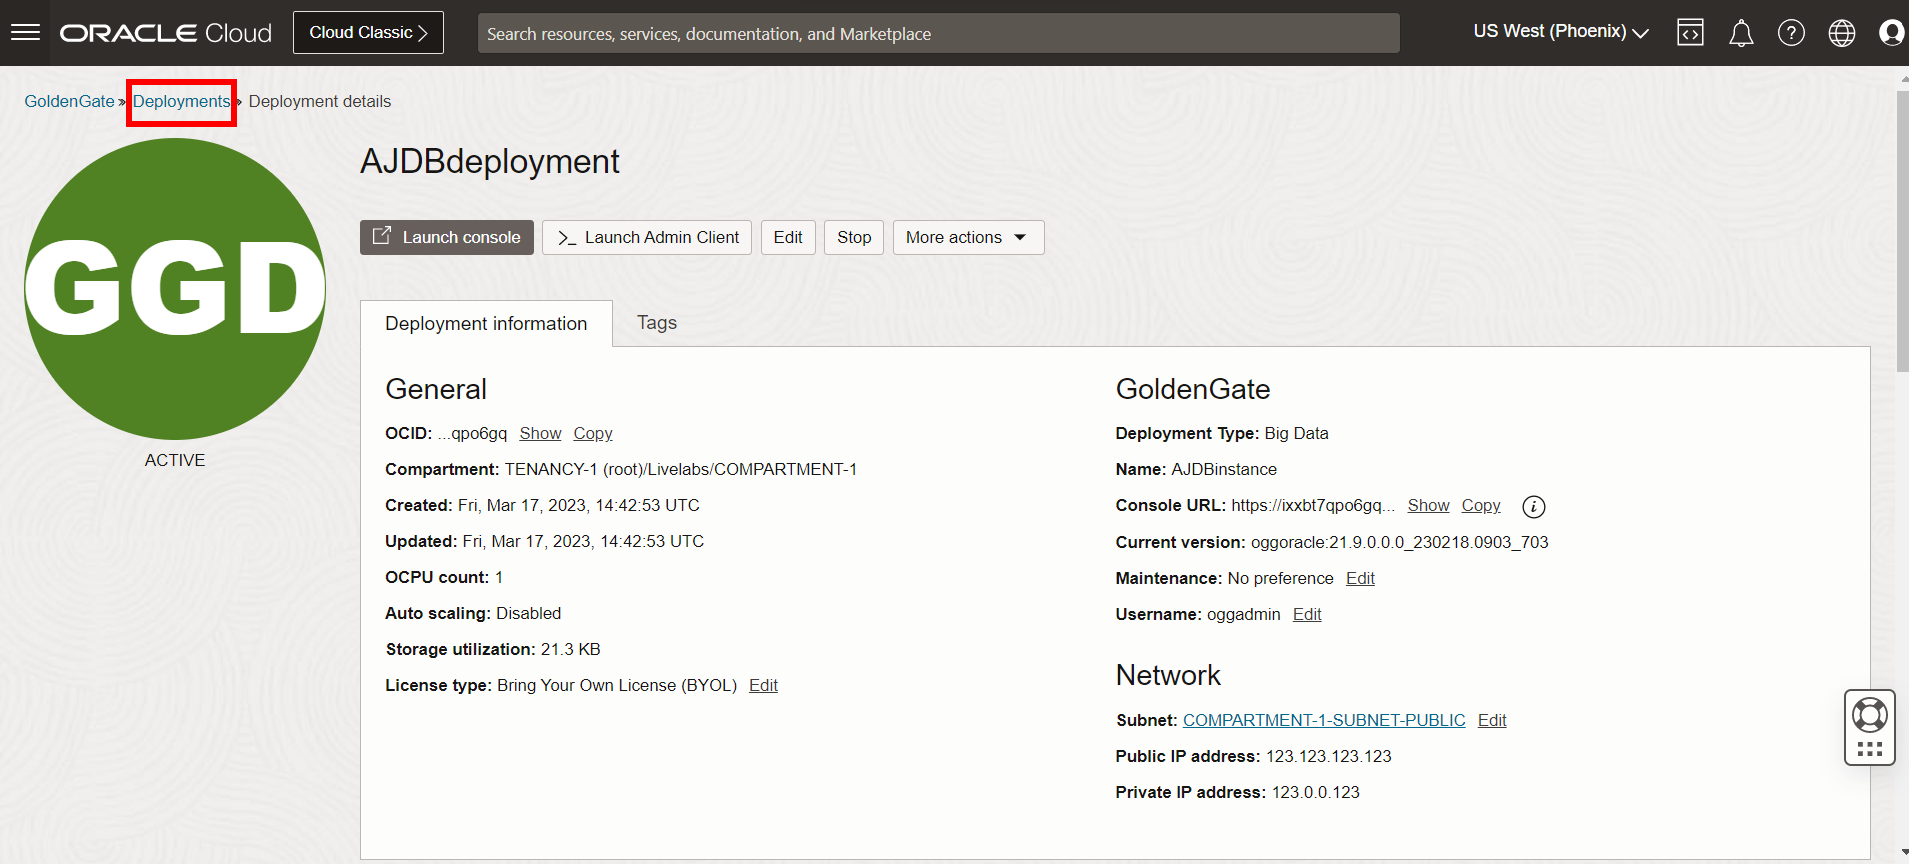 ORACLE Cloud
Cloud Classic
Search resources, services, documentation, and Marketplace
US West (Phoenix)
GoldenGate » Deployments » Deployment details
GGD
ACTIVE
AJDBdeployment
Launch console
Launch Admin Client
Edit
Stop
More actions
Deployment information
Tags
General
OCID: ...qpo6gq Show Copy
Compartment: TENANCY-1 (root)/Livelabs/COMPARTMENT-1
Created: Fri, Mar 17, 2023, 14:42:53 UTC
Updated: Fri, Mar 17, 2023, 14:42:53 UTC
OCPU count: 1
Auto scaling: Disabled
Storage utilization: 21.3 KB
License type: Bring Your Own License (BYOL) Edit
GoldenGate
Deployment Type: Big Data
Name: AJDBinstance
Console URL: https://ixxbt7qpo6gq... Show Copy
Current version: oggoracle:21.9.0.0.0_230218.0903_703
Maintenance: No preference Edit
Username: oggadmin Edit
Network
Subnet: COMPARTMENT-1-SUBNET-PUBLIC Edit
Public IP address: 123.123.123.123
Private IP address: 123.0.0.123